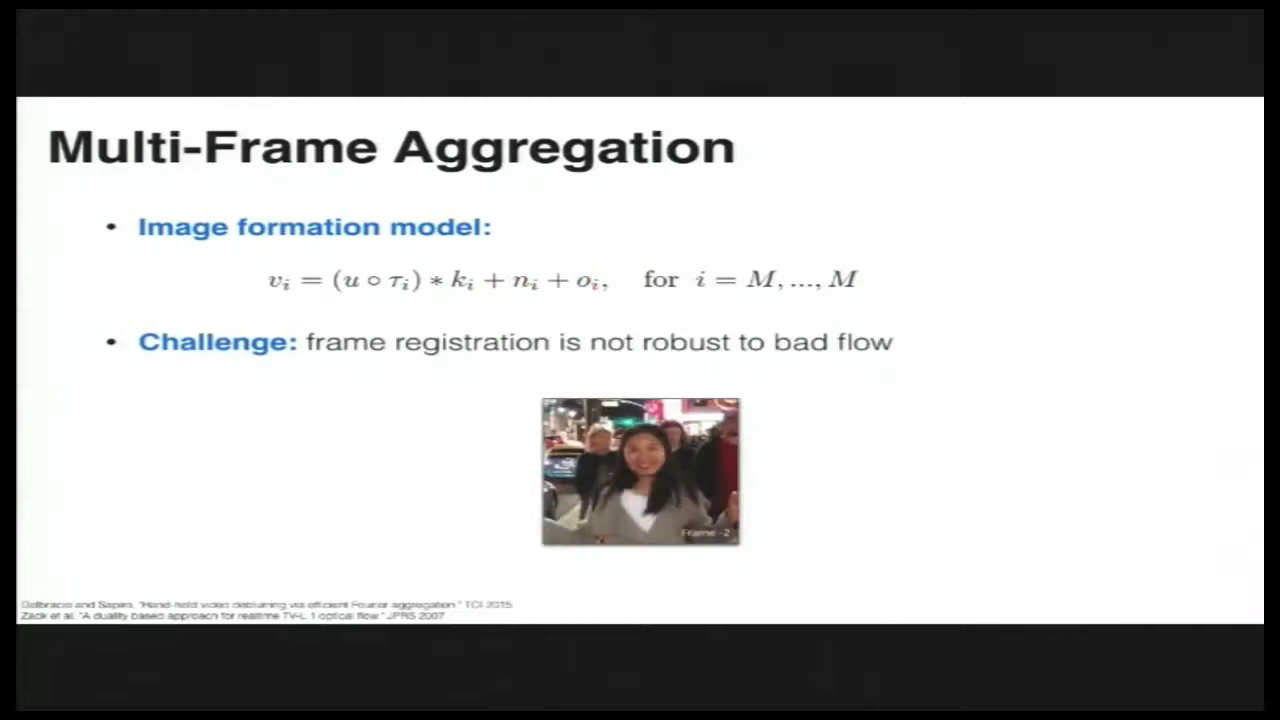 Multi-Frame Aggregation
• Image formation model:
v_i = (u ∘ τ_i) * k_i + n_i + o_i, for i = M, ..., M
• Challenge: frame registration is not robust to bad flow
Frame -2
Delbracio and Sapiro. "Hand-held video deblurring via efficient Fourier aggregation." TCI 2015
Zack et al. "A duality based approach for realtime TV-L 1 optical flow." JPRS 2007